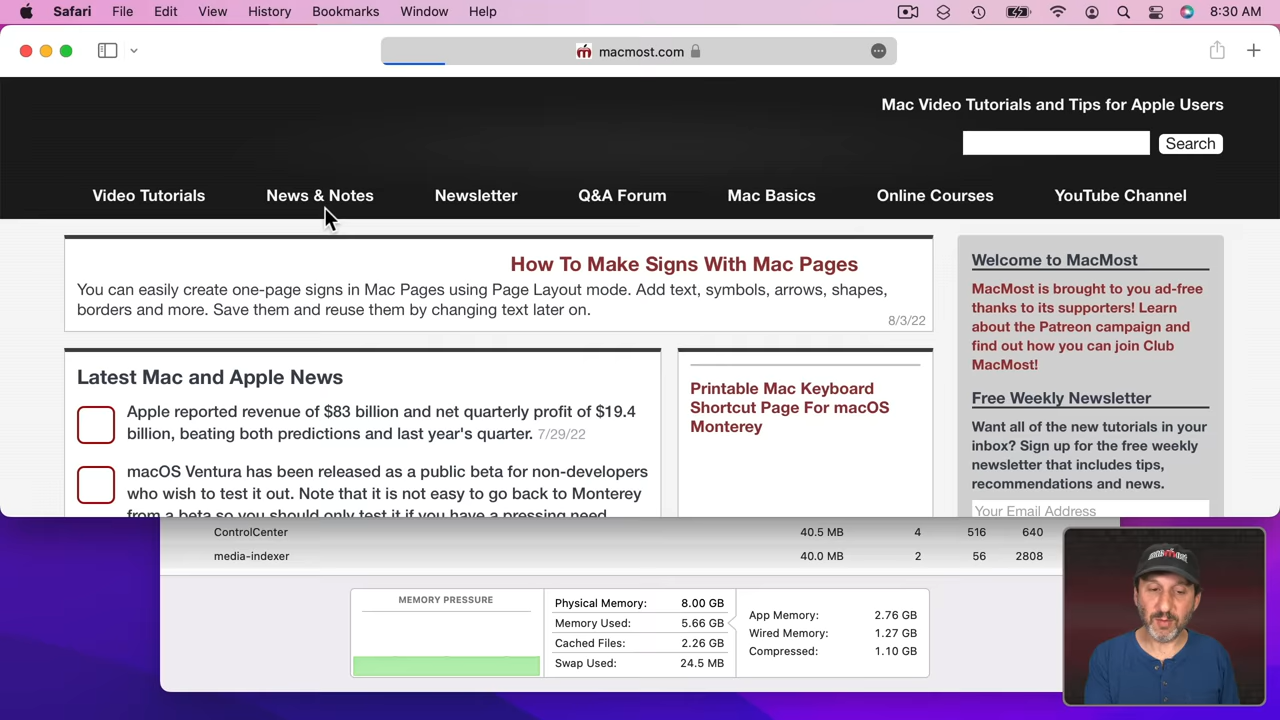 Safari File Edit View History Bookmarks Window Help 8:30 AM
macmost.com
Mac Video Tutorials and Tips for Apple Users
Search
Video Tutorials News & Notes Newsletter Q&A Forum Mac Basics Online Courses YouTube Channel
How To Make Signs With Mac Pages
You can easily create one-page signs in Mac Pages using Page Layout mode. Add text, symbols, arrows, shapes,
borders and more. Save them and reuse them by changing text later on.
8/3/22
Latest Mac and Apple News
Apple reported revenue of $83 billion and net quarterly profit of $19.4
billion, beating both predictions and last year's quarter. 7/29/22
macOS Ventura has been released as a public beta for non-developers
who wish to test it out. Note that it is not easy to go back to Monterey
from a beta so you should only test it if you have a pressing need
Printable Mac Keyboard
Shortcut Page For macOS
Monterey
Welcome to MacMost
MacMost is brought to you ad-free
thanks to its supporters! Learn
about the Patreon campaign and
find out how you can join Club
MacMost!
Free Weekly Newsletter
Want all of the new tutorials in your
inbox? Sign up for the free weekly
newsletter that includes tips,
recommendations and news.
Your Email Address
ControlCenter 40.5 MB 4 516 640
media-indexer 40.0 MB 2 56 2808
MEMORY PRESSURE
Physical Memory: 8.00 GB
Memory Used: 5.66 GB
Cached Files: 2.26 GB
Swap Used: 24.5 MB
App Memory: 2.76 GB
Wired Memory: 1.27 GB
Compressed: 1.10 GB